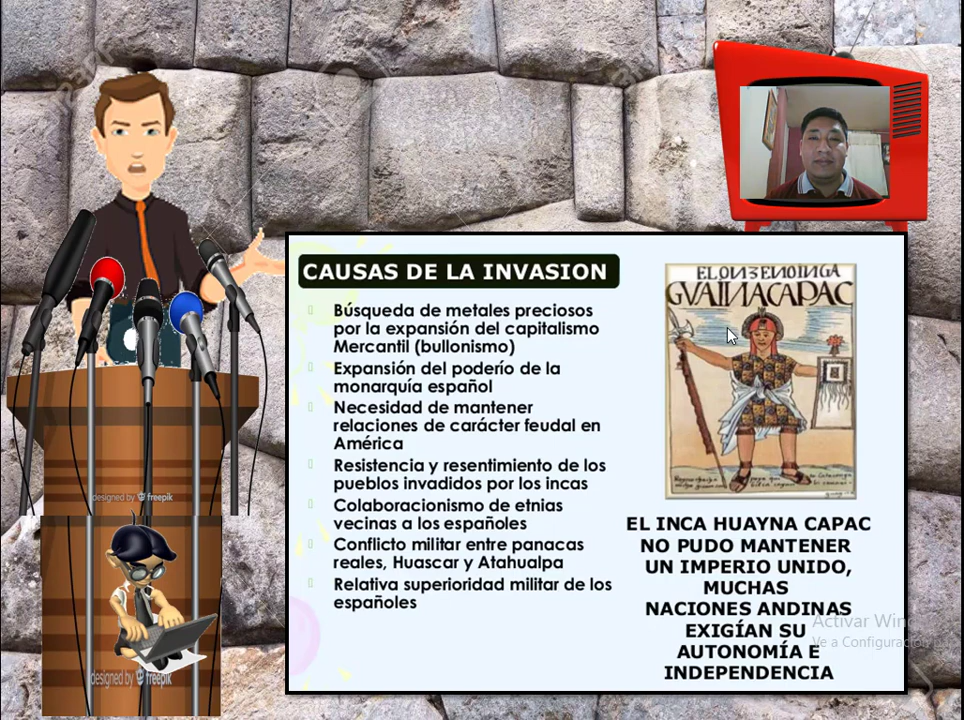 CAUSAS DE LA INVASION
Búsqueda de metales preciosos
por la expansión del capitalismo
Mercantil (bullonismo)
Expansión del poderío de la
monarquía español
Necesidad de mantener
relaciones de carácter feudal en
América
Resistencia y resentimiento de los
pueblos invadidos por los incas
Colaboracionismo de etnias
vecinas a los españoles
Conflicto militar entre panacas
reales, Huascar y Atahualpa
Relativa superioridad militar de los
españoles
ELONZENOINGA
GVAINACAPAC
EL INCA HUAYNA CAPAC
NO PUDO MANTENER
UN IMPERIO UNIDO,
MUCHAS
NACIONES ANDINAS
EXIGÍAN SU
AUTONOMÍA E
INDEPENDENCIA
Activar Win
Ve a Configuración
designed by freepik
designed by freepik